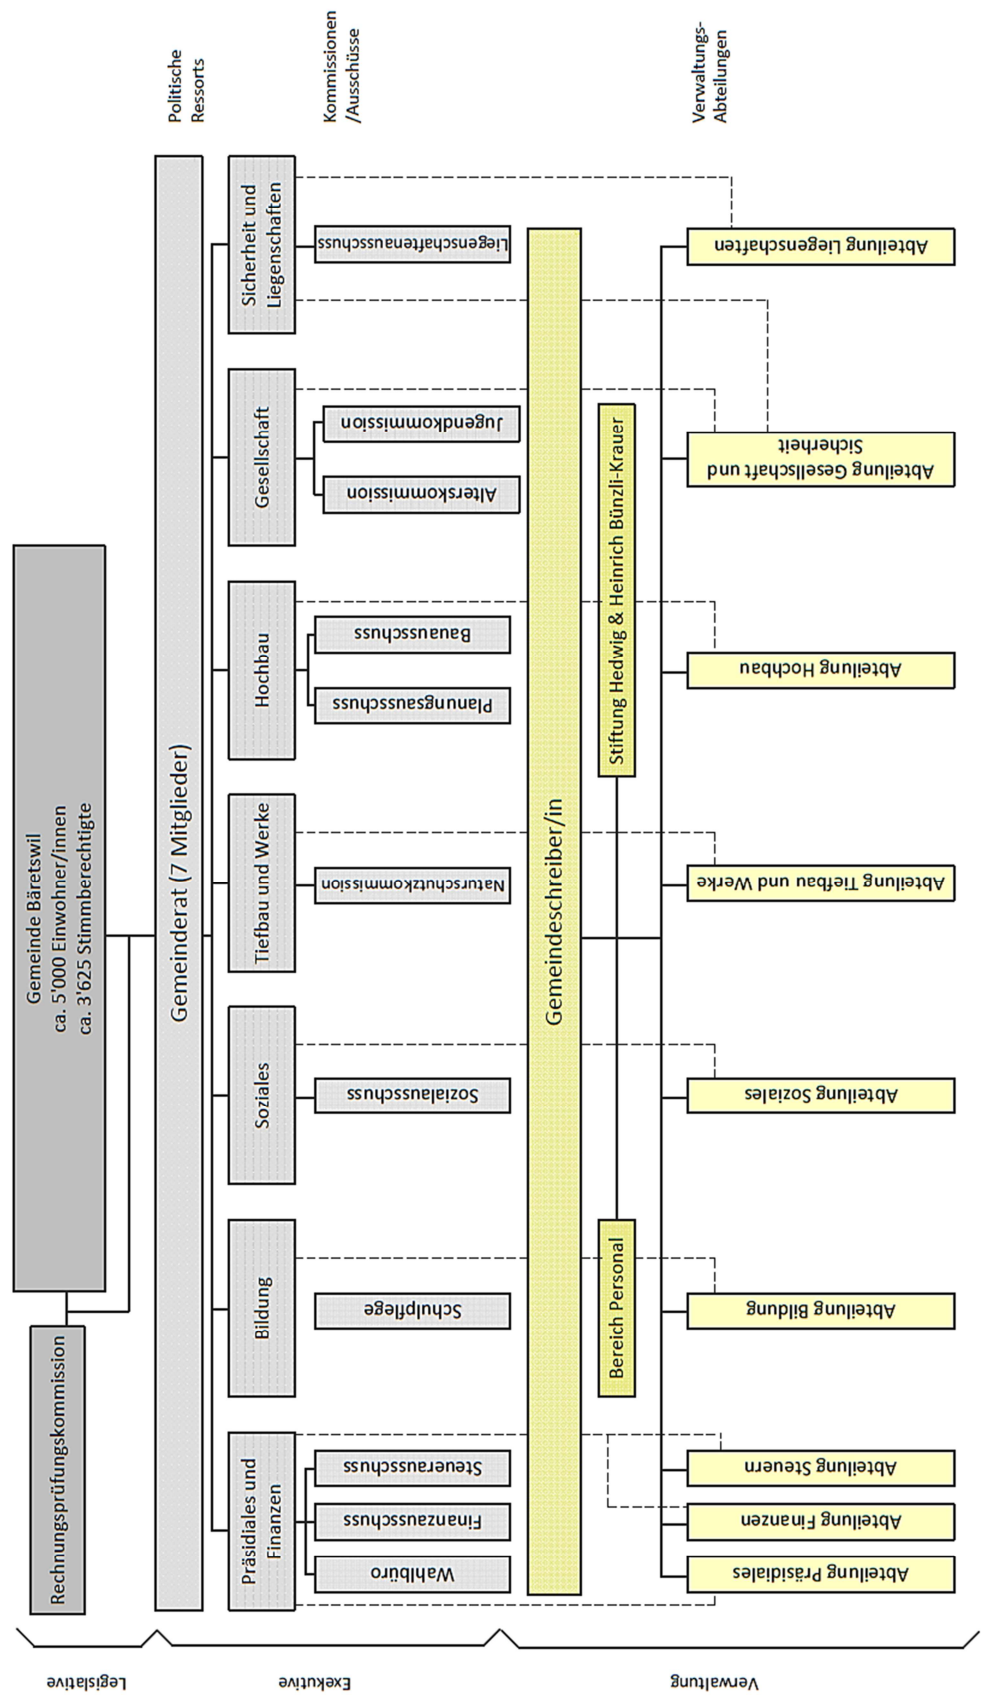 Gemeinde Bäretswil
ca. 5'000 Einwohner/innen
ca. 3'625 Stimmberechtigte
Rechnungsprüfungskommission
Legislative
Politische
Ressorts
Gemeinderat (7 Mitglieder)
Exekutive
Präsidiales und
Finanzen
Bildung
Soziales
Tiefbau und Werke
Hochbau
Gesellschaft
Sicherheit und
Liegenschaften
Kommissionen
/Ausschüsse
Wahlbüro
Finanzausschuss
Steuerausschuss
Schulpflege
Sozialausschuss
Naturschutzkommission
Planungsausschuss
Bauausschuss
Alterskommission
Jugendkommission
Liegenschaftenausschuss
Gemeindeschreiber/in
Bereich Personal
Stiftung Hedwig & Heinrich Bünzli-Krauer
Verwaltung
Verwaltungs-
Abteilungen
Abteilung Präsidiales
Abteilung Finanzen
Abteilung Steuern
Abteilung Bildung
Abteilung Soziales
Abteilung Tiefbau und Werke
Abteilung Hochbau
Abteilung Gesellschaft und
Sicherheit
Abteilung Liegenschaften